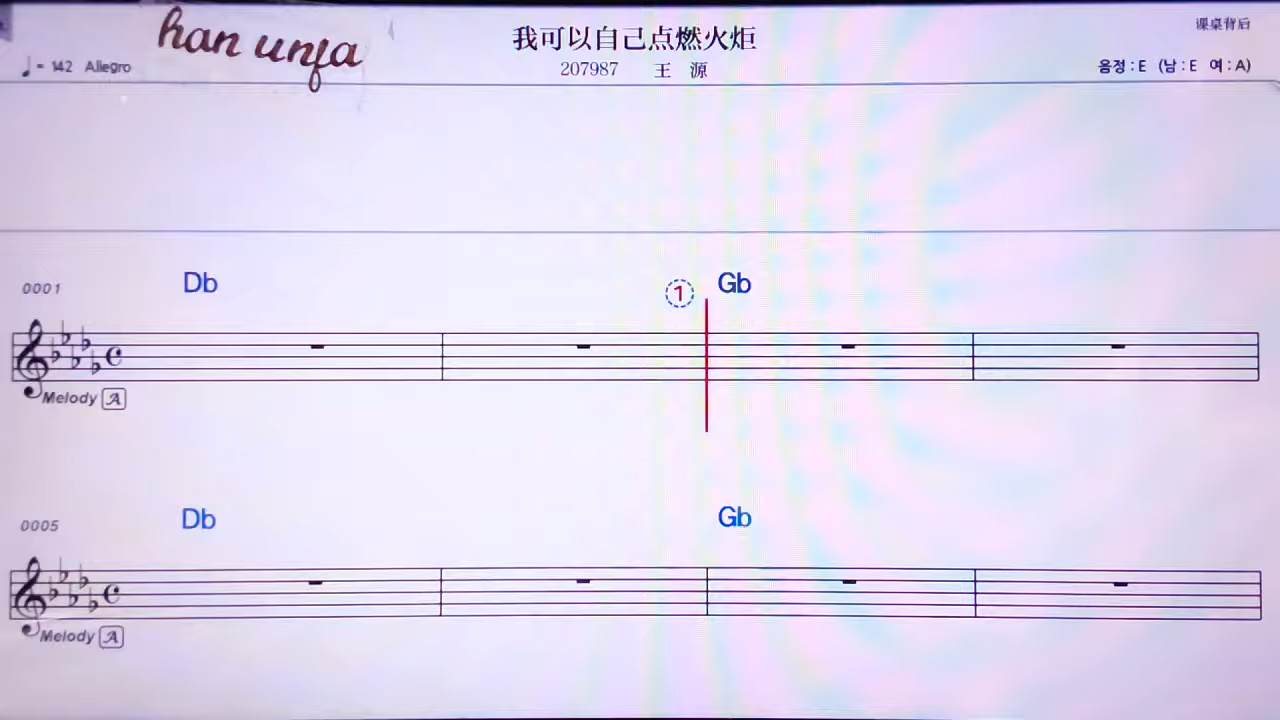 han unfa
♩ = 142 Allegro
我可以自己点燃火炬
课桌背后
207987 王 源
음정 : E (남 : E 여 : A)
0001 Db ① Gb
Melody A
0005 Db Gb
Melody A